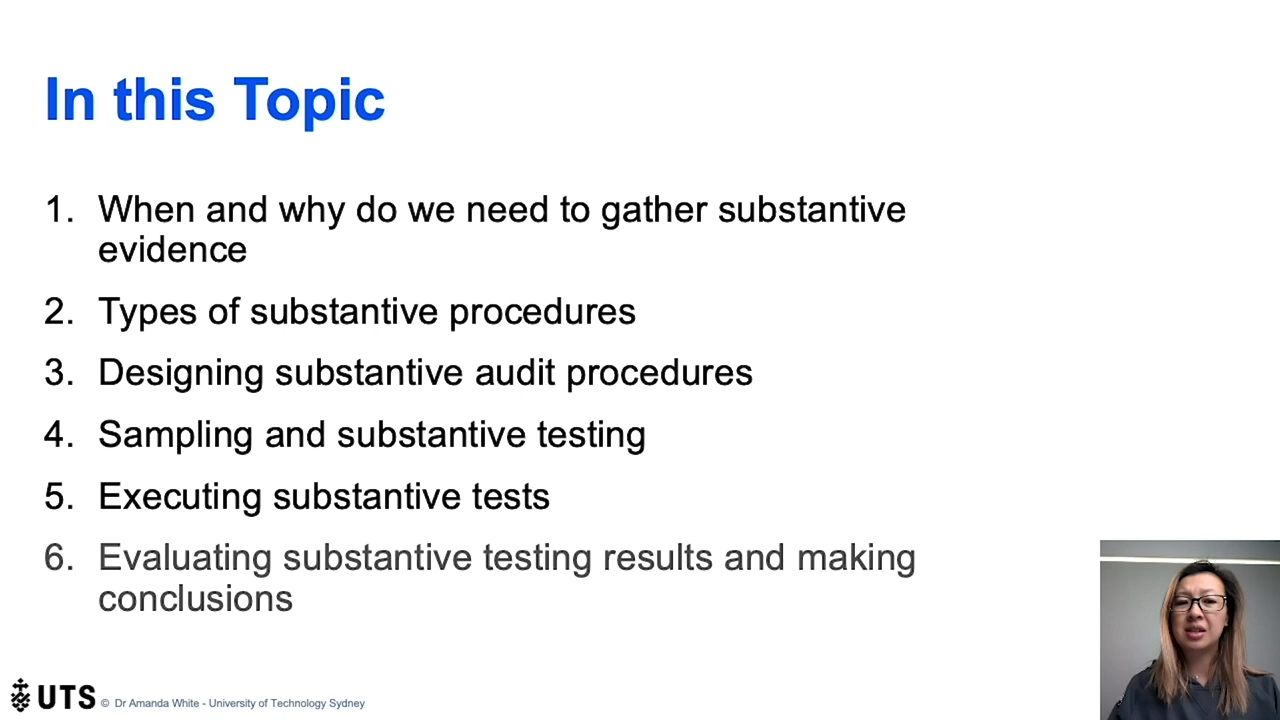 In this Topic
1. When and why do we need to gather substantive
evidence
2. Types of substantive procedures
3. Designing substantive audit procedures
4. Sampling and substantive testing
5. Executing substantive tests
6. Evaluating substantive testing results and making
conclusions
UTS © Dr Amanda White - University of Technology Sydney